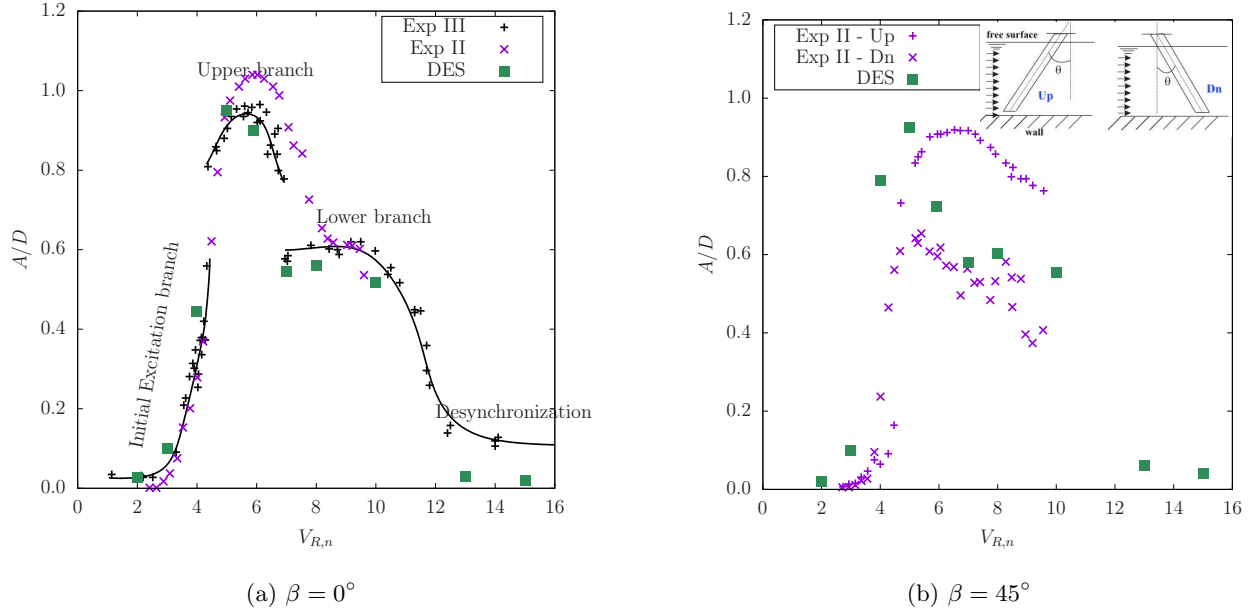 1.2
1.0
0.8
0.6
0.4
0.2
0.0
A/D
0 2 4 6 8 10 12 14 16
V_{R,n}
Exp III
Exp II
DES
Upper branch
Lower branch
Initial Excitation branch
Desynchronization
(a) β = 0°
1.2
1.0
0.8
0.6
0.4
0.2
0.0
A/D
0 2 4 6 8 10 12 14 16
V_{R,n}
Exp II - Up
Exp II - Dn
DES
free surface
θ
Up
wall
θ
Dn
(b) β = 45°